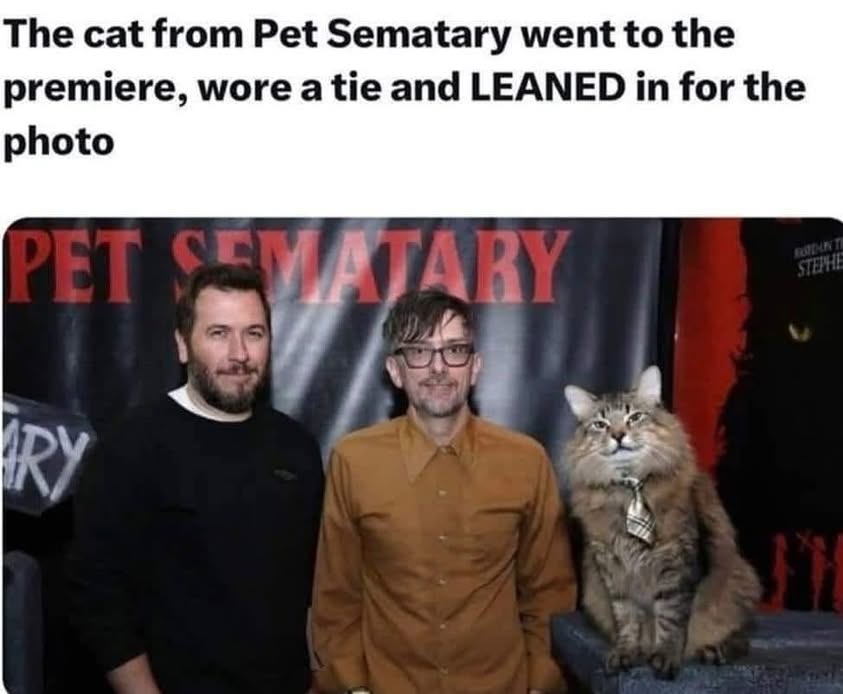 The cat from Pet Sematary went to the
premiere, wore a tie and LEANED in for the
photo
PET SEMATARY
STEPHE
ARY